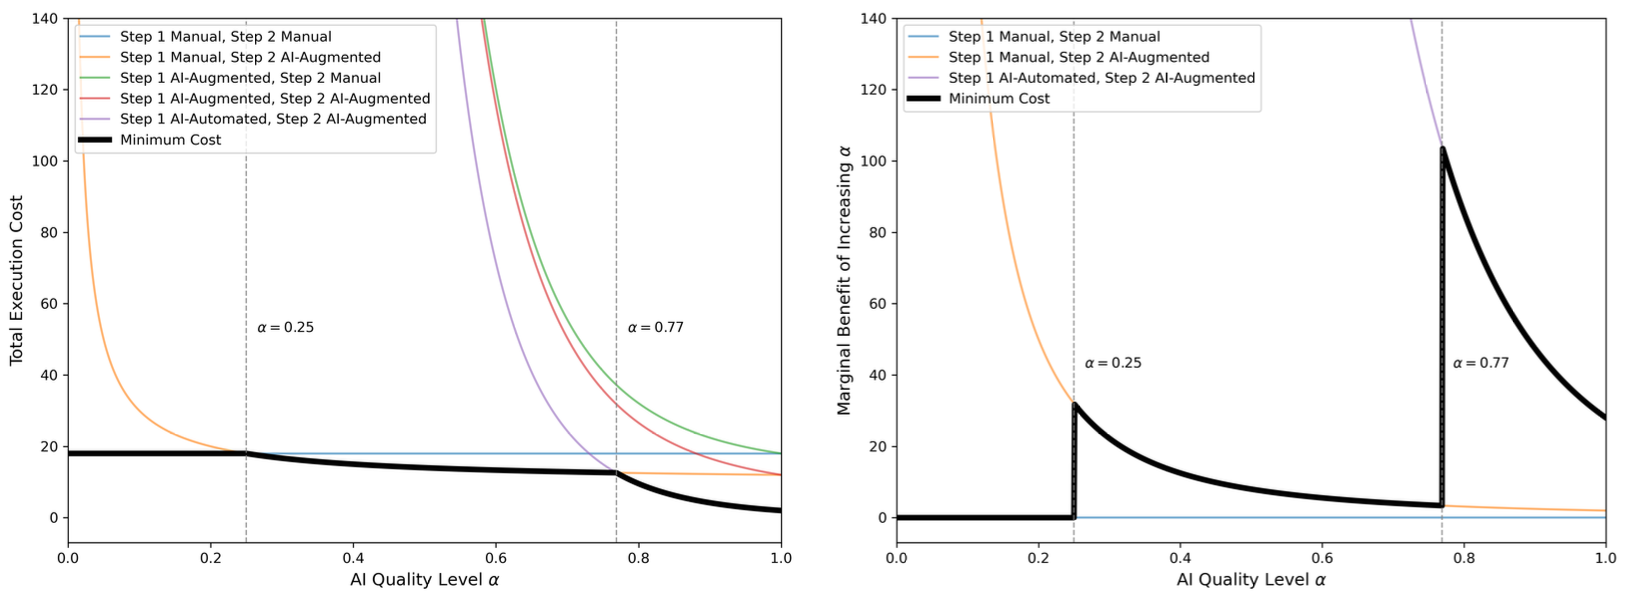 140
120
100
80
60
40
20
0
Total Execution Cost
Step 1 Manual, Step 2 Manual
Step 1 Manual, Step 2 AI-Augmented
Step 1 AI-Augmented, Step 2 Manual
Step 1 AI-Augmented, Step 2 AI-Augmented
Step 1 AI-Automated, Step 2 AI-Augmented
Minimum Cost
α = 0.25
α = 0.77
0.0 0.2 0.4 0.6 0.8 1.0
AI Quality Level α
140
120
100
80
60
40
20
0
Marginal Benefit of Increasing α
Step 1 Manual, Step 2 Manual
Step 1 Manual, Step 2 AI-Augmented
Step 1 AI-Automated, Step 2 AI-Augmented
Minimum Cost
α = 0.25
α = 0.77
0.0 0.2 0.4 0.6 0.8 1.0
AI Quality Level α